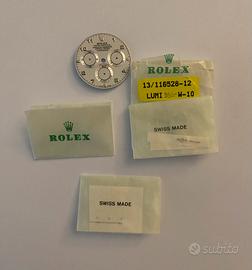 ROLEX
13/116528-12
LUMI W-10
ROLEX
SWISS MADE
SWISS MADE
subito